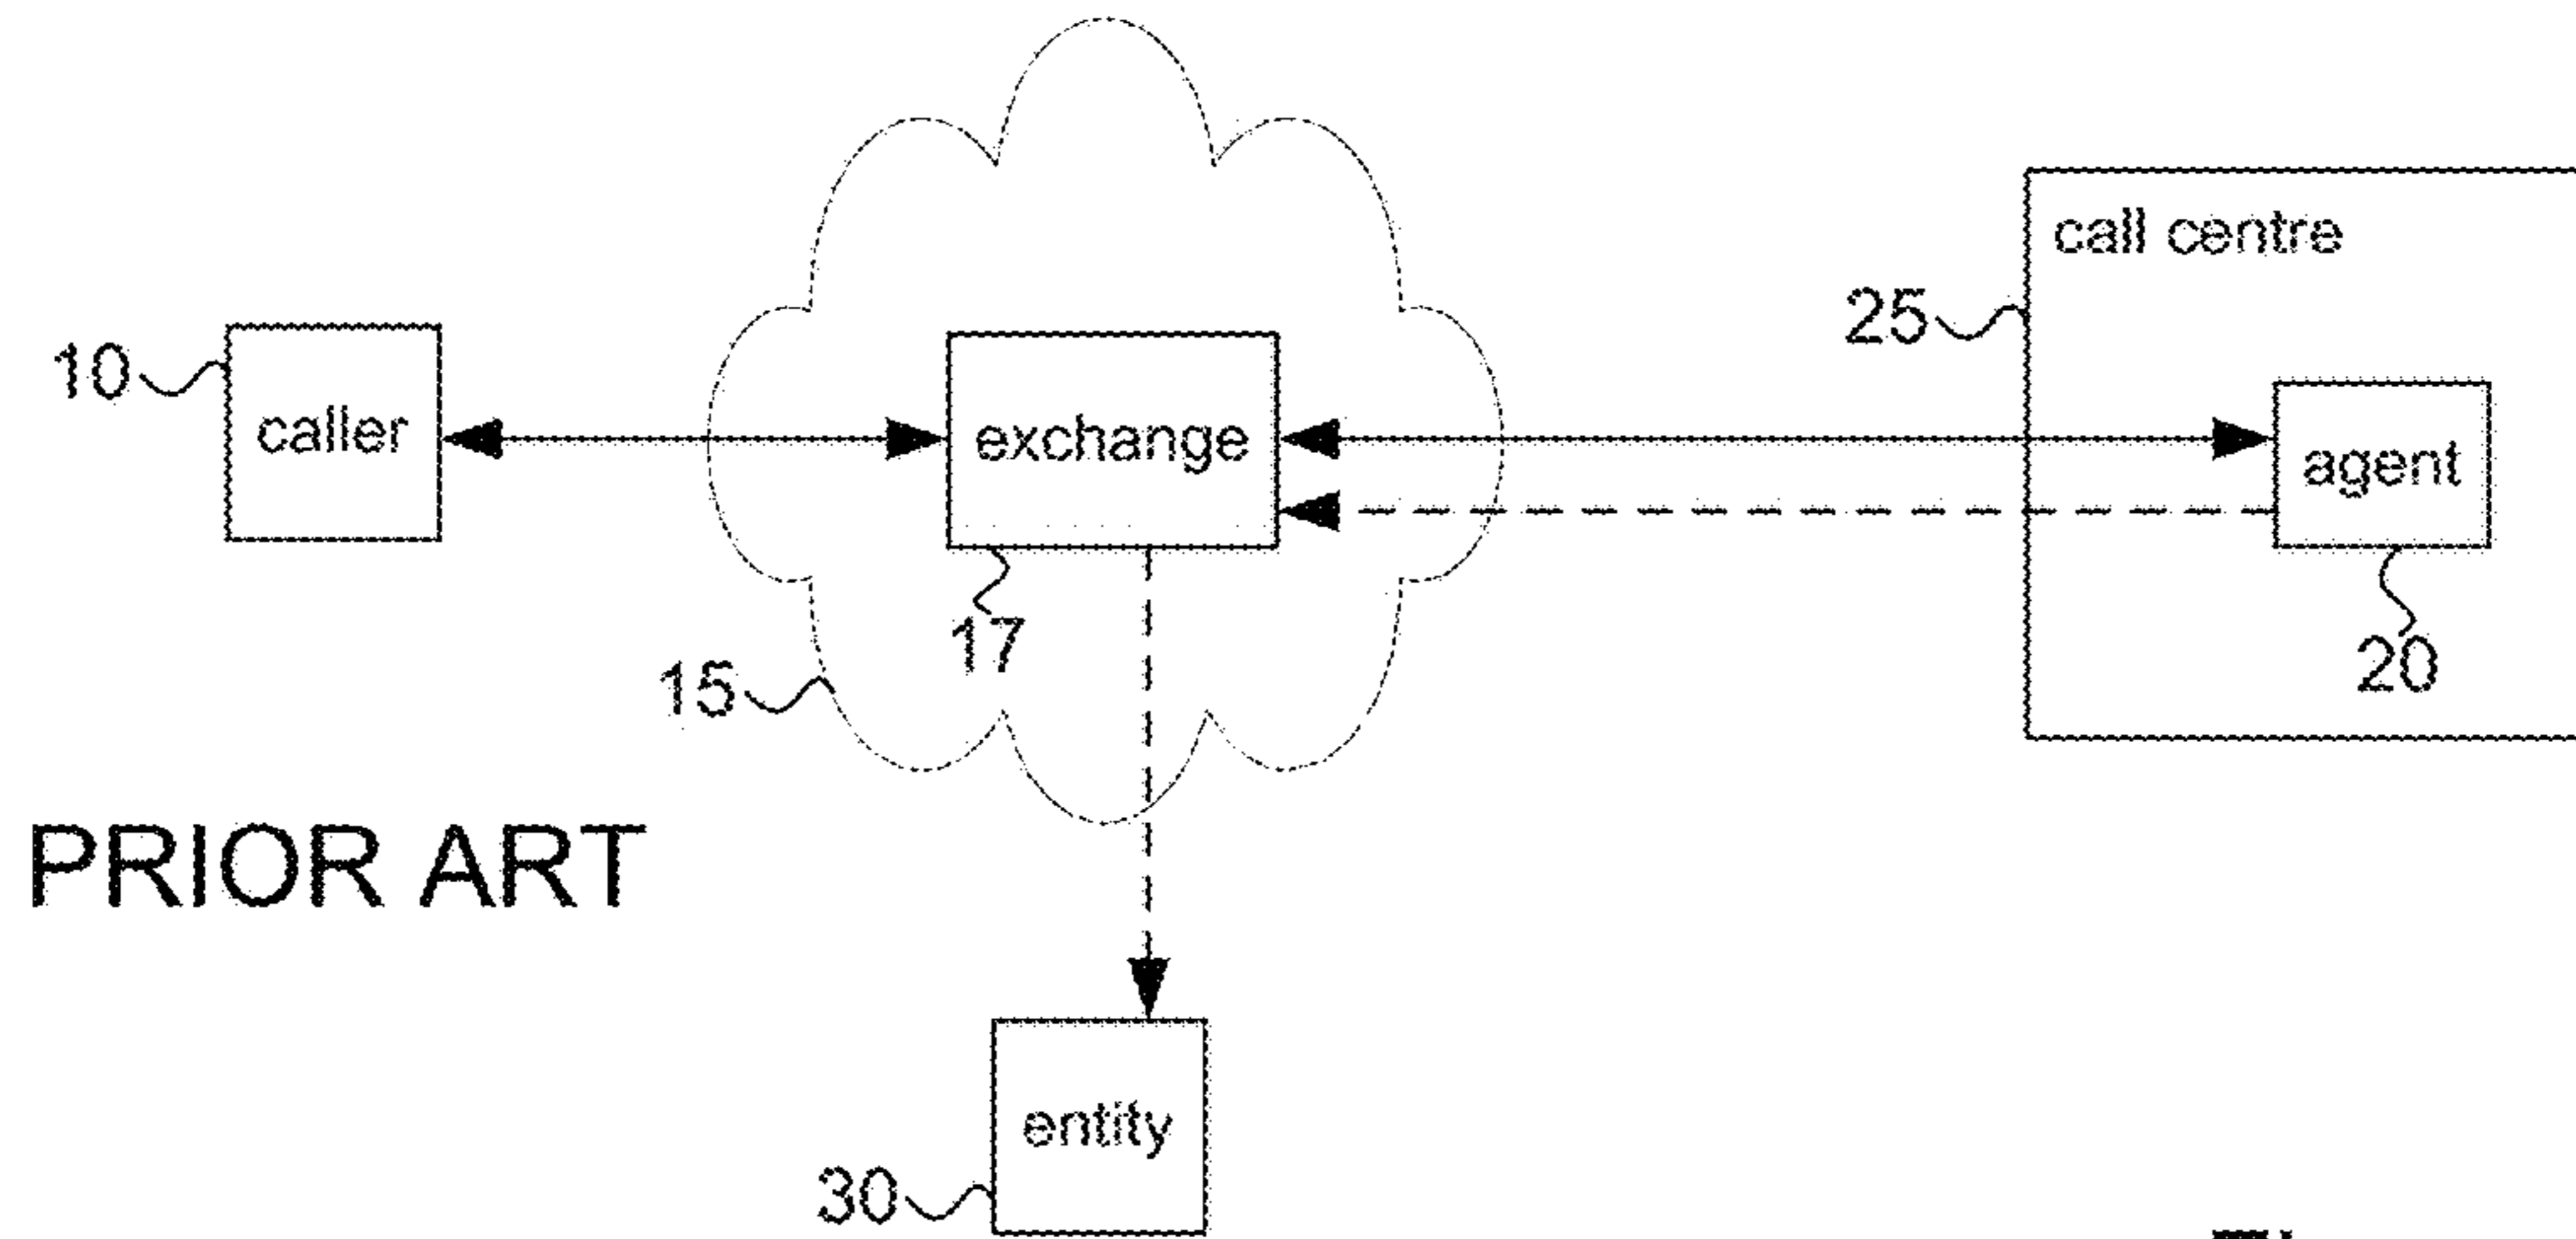 call centre
25
10
caller
exchange
agent
17
20
15
PRIOR ART
entity
30